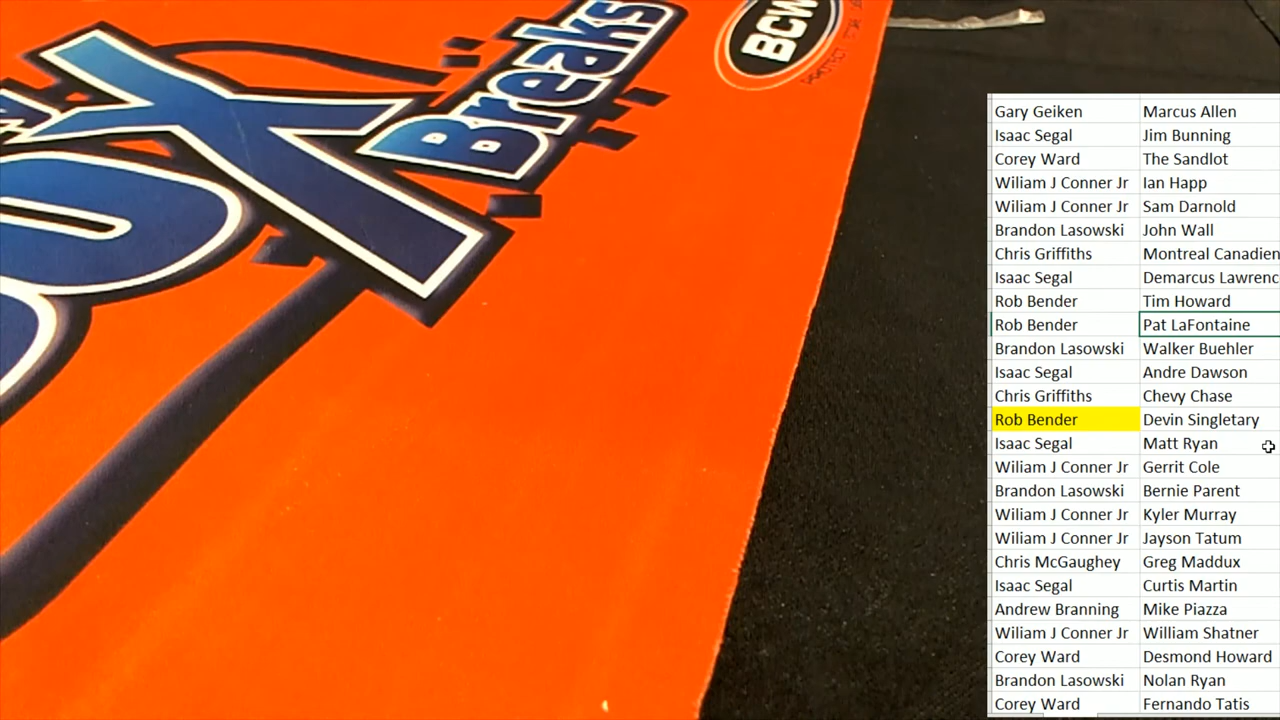 BOX
Breaks
BCW
Gary Geiken Marcus Allen
Isaac Segal Jim Bunning
Corey Ward The Sandlot
Wiliam J Conner Jr Ian Happ
Wiliam J Conner Jr Sam Darnold
Brandon Lasowski John Wall
Chris Griffiths Montreal Canadien
Isaac Segal Demarcus Lawrenc
Rob Bender Tim Howard
Rob Bender Pat LaFontaine
Brandon Lasowski Walker Buehler
Isaac Segal Andre Dawson
Chris Griffiths Chevy Chase
Rob Bender Devin Singletary
Isaac Segal Matt Ryan
Wiliam J Conner Jr Gerrit Cole
Brandon Lasowski Bernie Parent
Wiliam J Conner Jr Kyler Murray
Wiliam J Conner Jr Jayson Tatum
Chris McGaughey Greg Maddux
Isaac Segal Curtis Martin
Andrew Branning Mike Piazza
Wiliam J Conner Jr William Shatner
Corey Ward Desmond Howard
Brandon Lasowski Nolan Ryan
Corey Ward Fernando Tatis